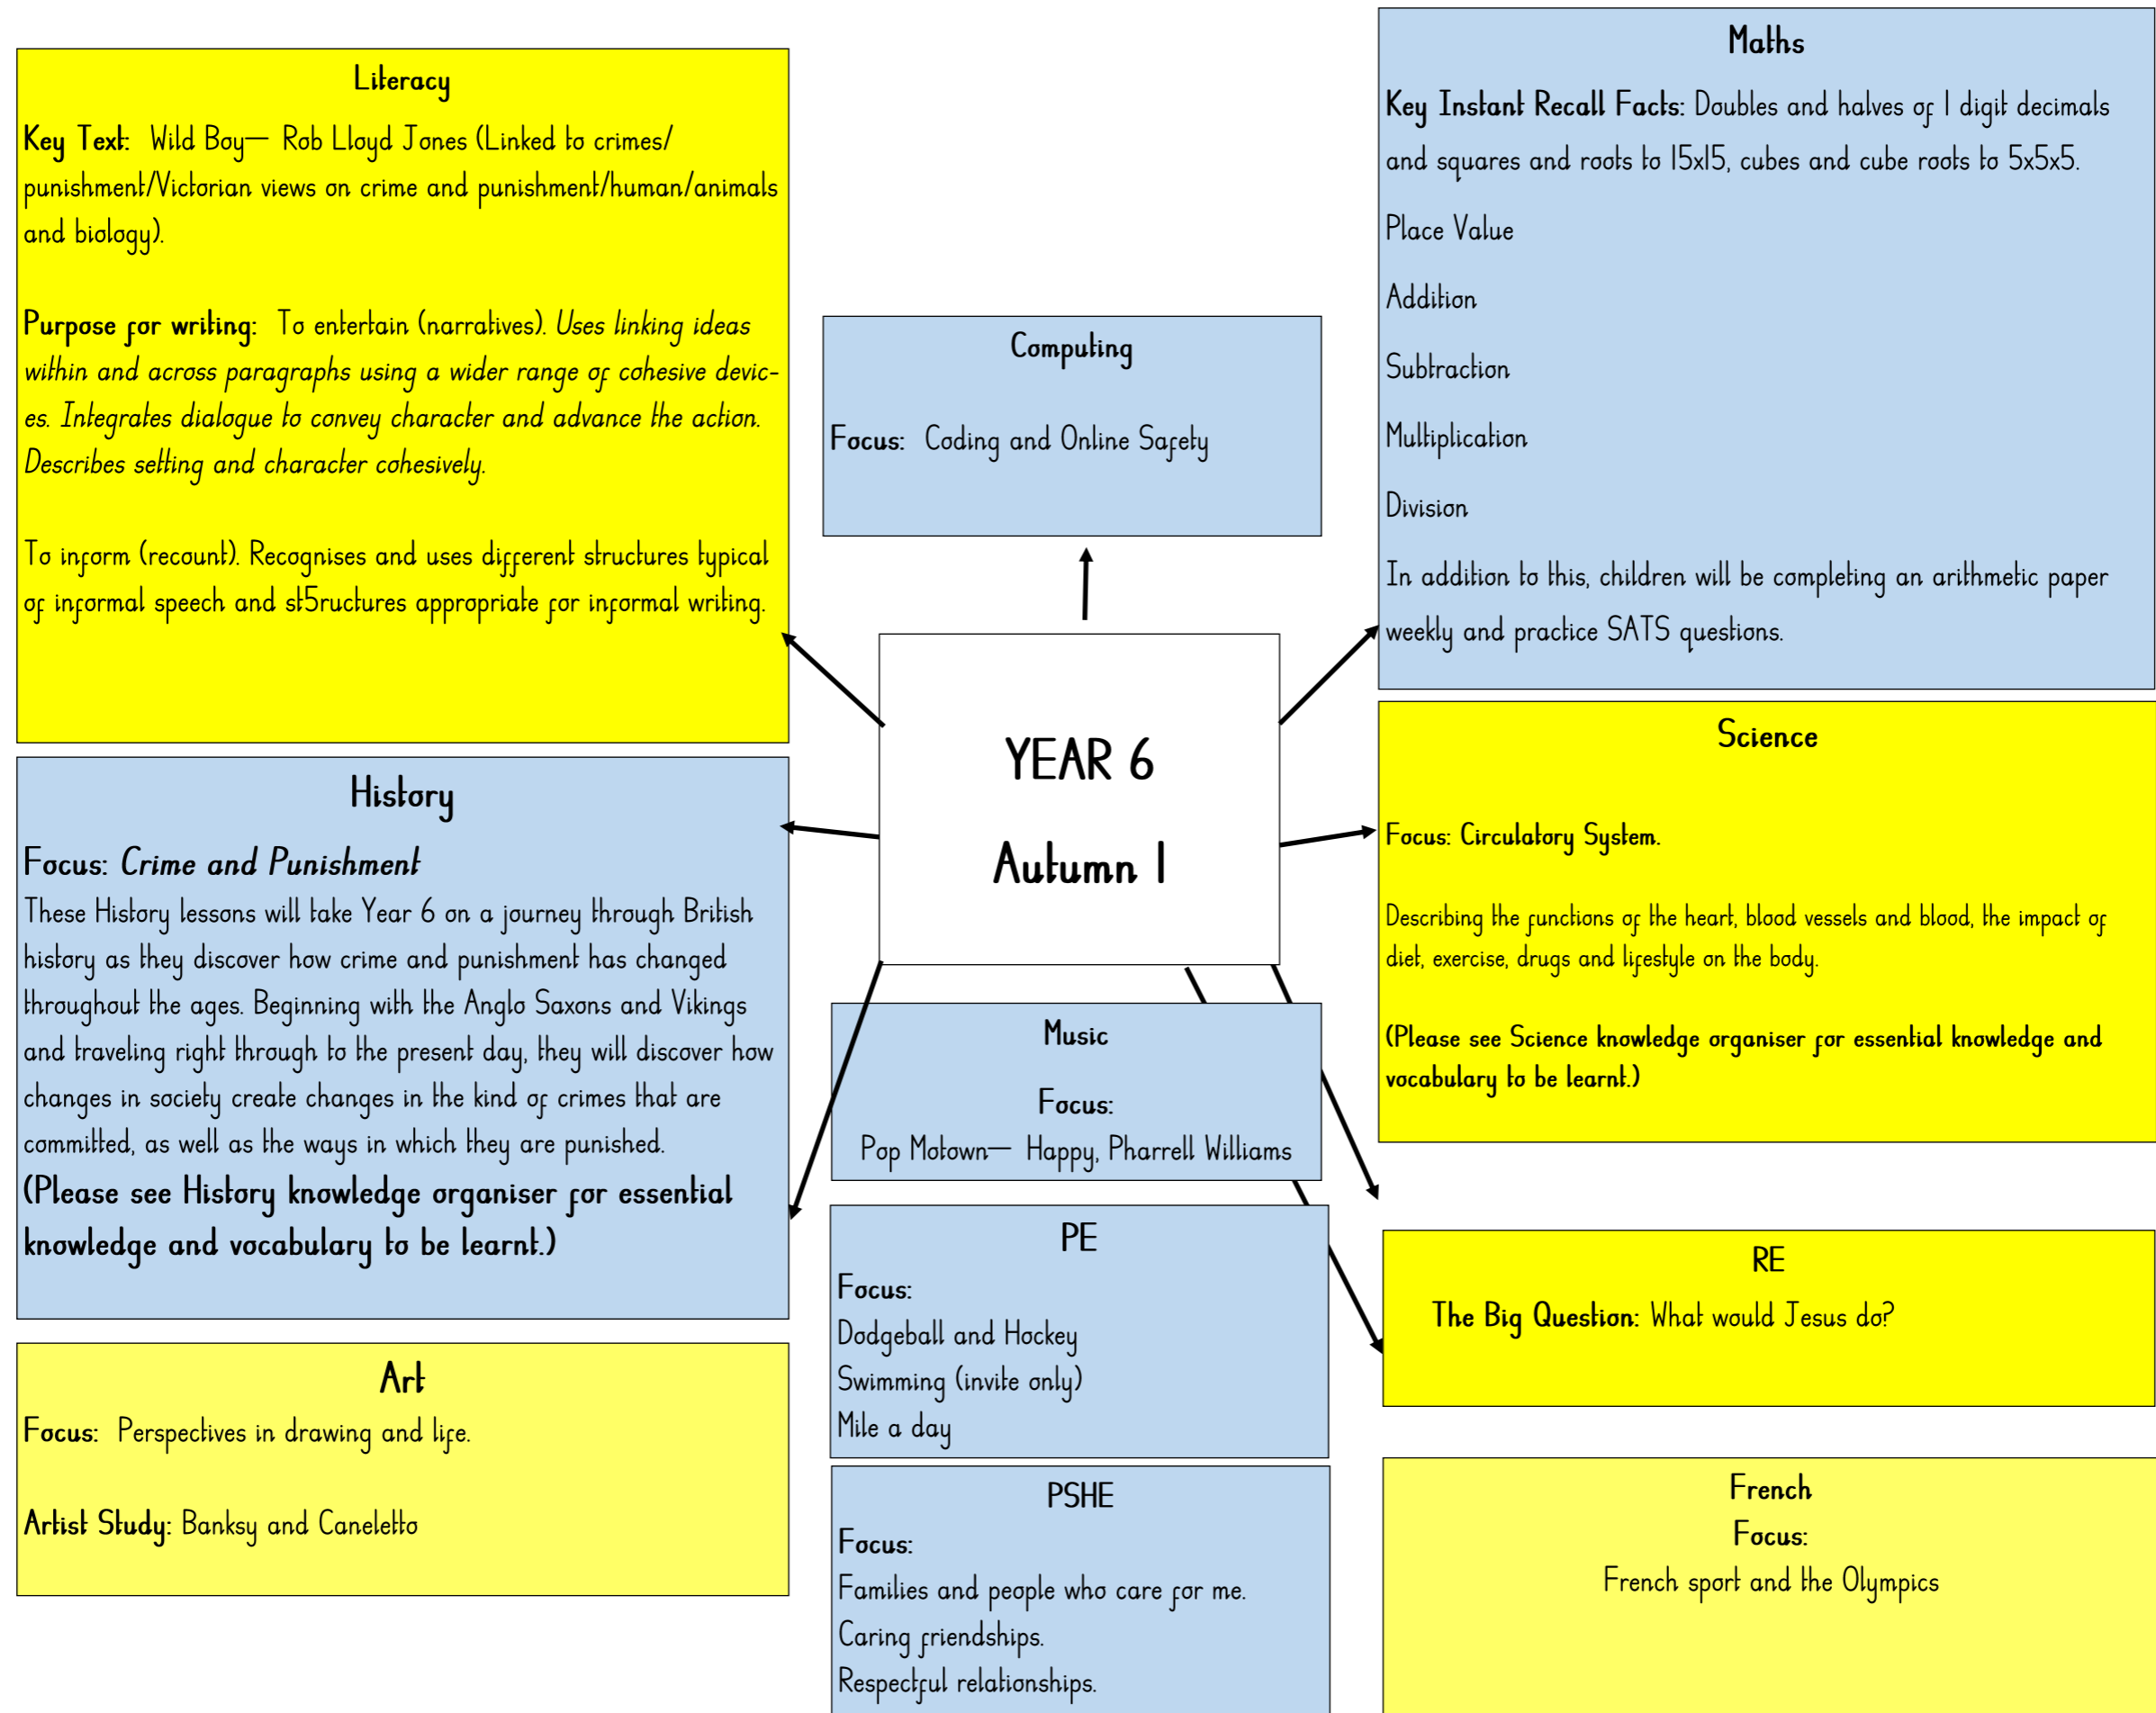 Literacy
Key Text: Wild Boy— Rob Lloyd Jones (Linked to crimes/
punishment/Victorian views on crime and punishment/human/animals
and biology).
Purpose for writing: To entertain (narratives). Uses linking ideas
within and across paragraphs using a wider range of cohesive devic-
es. Integrates dialogue to convey character and advance the action.
Describes setting and character cohesively.
To inform (recount). Recognises and uses different structures typical
of informal speech and st5ructures appropriate for informal writing.
Computing
Focus: Coding and Online Safety
Maths
Key Instant Recall Facts: Doubles and halves of 1 digit decimals
and squares and roots to 15x15, cubes and cube roots to 5x5x5.
Place Value
Addition
Subtraction
Multiplication
Division
In addition to this, children will be completing an arithmetic paper
weekly and practice SATS questions.
YEAR 6
Autumn 1
History
Focus: Crime and Punishment
These History lessons will take Year 6 on a journey through British
history as they discover how crime and punishment has changed
throughout the ages. Beginning with the Anglo Saxons and Vikings
and traveling right through to the present day, they will discover how
changes in society create changes in the kind of crimes that are
committed, as well as the ways in which they are punished.
(Please see History knowledge organiser for essential
knowledge and vocabulary to be learnt.)
Science
Focus: Circulatory System.
Describing the functions of the heart, blood vessels and blood, the impact of
diet, exercise, drugs and lifestyle on the body.
(Please see Science knowledge organiser for essential knowledge and
vocabulary to be learnt.)
Music
Focus:
Pop Motown— Happy, Pharrell Williams
PE
Focus:
Dodgeball and Hockey
Swimming (invite only)
Mile a day
RE
The Big Question: What would Jesus do?
Art
Focus: Perspectives in drawing and life.
Artist Study: Banksy and Caneletto
PSHE
Focus:
Families and people who care for me.
Caring friendships.
Respectful relationships.
French
Focus:
French sport and the Olympics